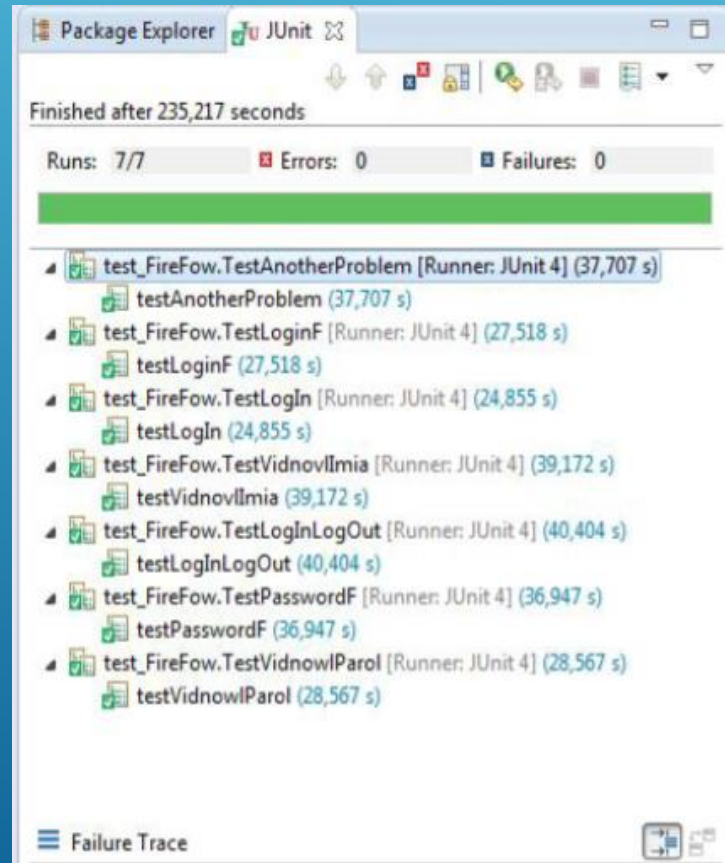 Package Explorer JUnit
Finished after 235,217 seconds
Runs: 7/7 Errors: 0 Failures: 0
test_FireFow.TestAnotherProblem [Runner: JUnit 4] (37,707 s)
testAnotherProblem (37,707 s)
test_FireFow.TestLoginF [Runner: JUnit 4] (27,518 s)
testLoginF (27,518 s)
test_FireFow.TestLogIn [Runner: JUnit 4] (24,855 s)
testLogIn (24,855 s)
test_FireFow.TestVidnovlImia [Runner: JUnit 4] (39,172 s)
testVidnovlImia (39,172 s)
test_FireFow.TestLogInLogOut [Runner: JUnit 4] (40,404 s)
testLogInLogOut (40,404 s)
test_FireFow.TestPasswordF [Runner: JUnit 4] (36,947 s)
testPasswordF (36,947 s)
test_FireFow.TestVidnowlParol [Runner: JUnit 4] (28,567 s)
testVidnowlParol (28,567 s)
Failure Trace